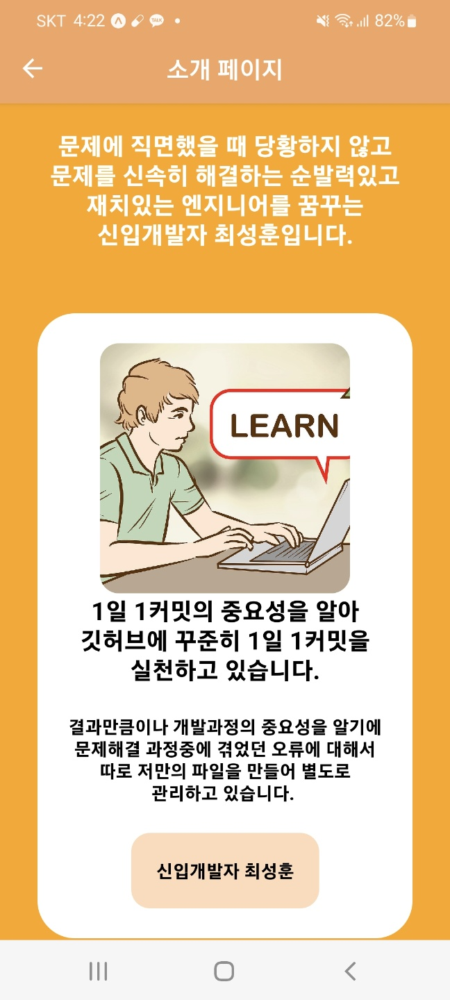 SKT 4:22 TALK 82%
소개 페이지
문제에 직면했을 때 당황하지 않고
문제를 신속히 해결하는 순발력있고
재치있는 엔지니어를 꿈꾸는
신입개발자 최성훈입니다.
LEARN
1일 1커밋의 중요성을 알아
깃허브에 꾸준히 1일 1커밋을
실천하고 있습니다.
결과만큼이나 개발과정의 중요성을 알기에
문제해결 과정중에 겪었던 오류에 대해서
따로 저만의 파일을 만들어 별도로
관리하고 있습니다.
신입개발자 최성훈